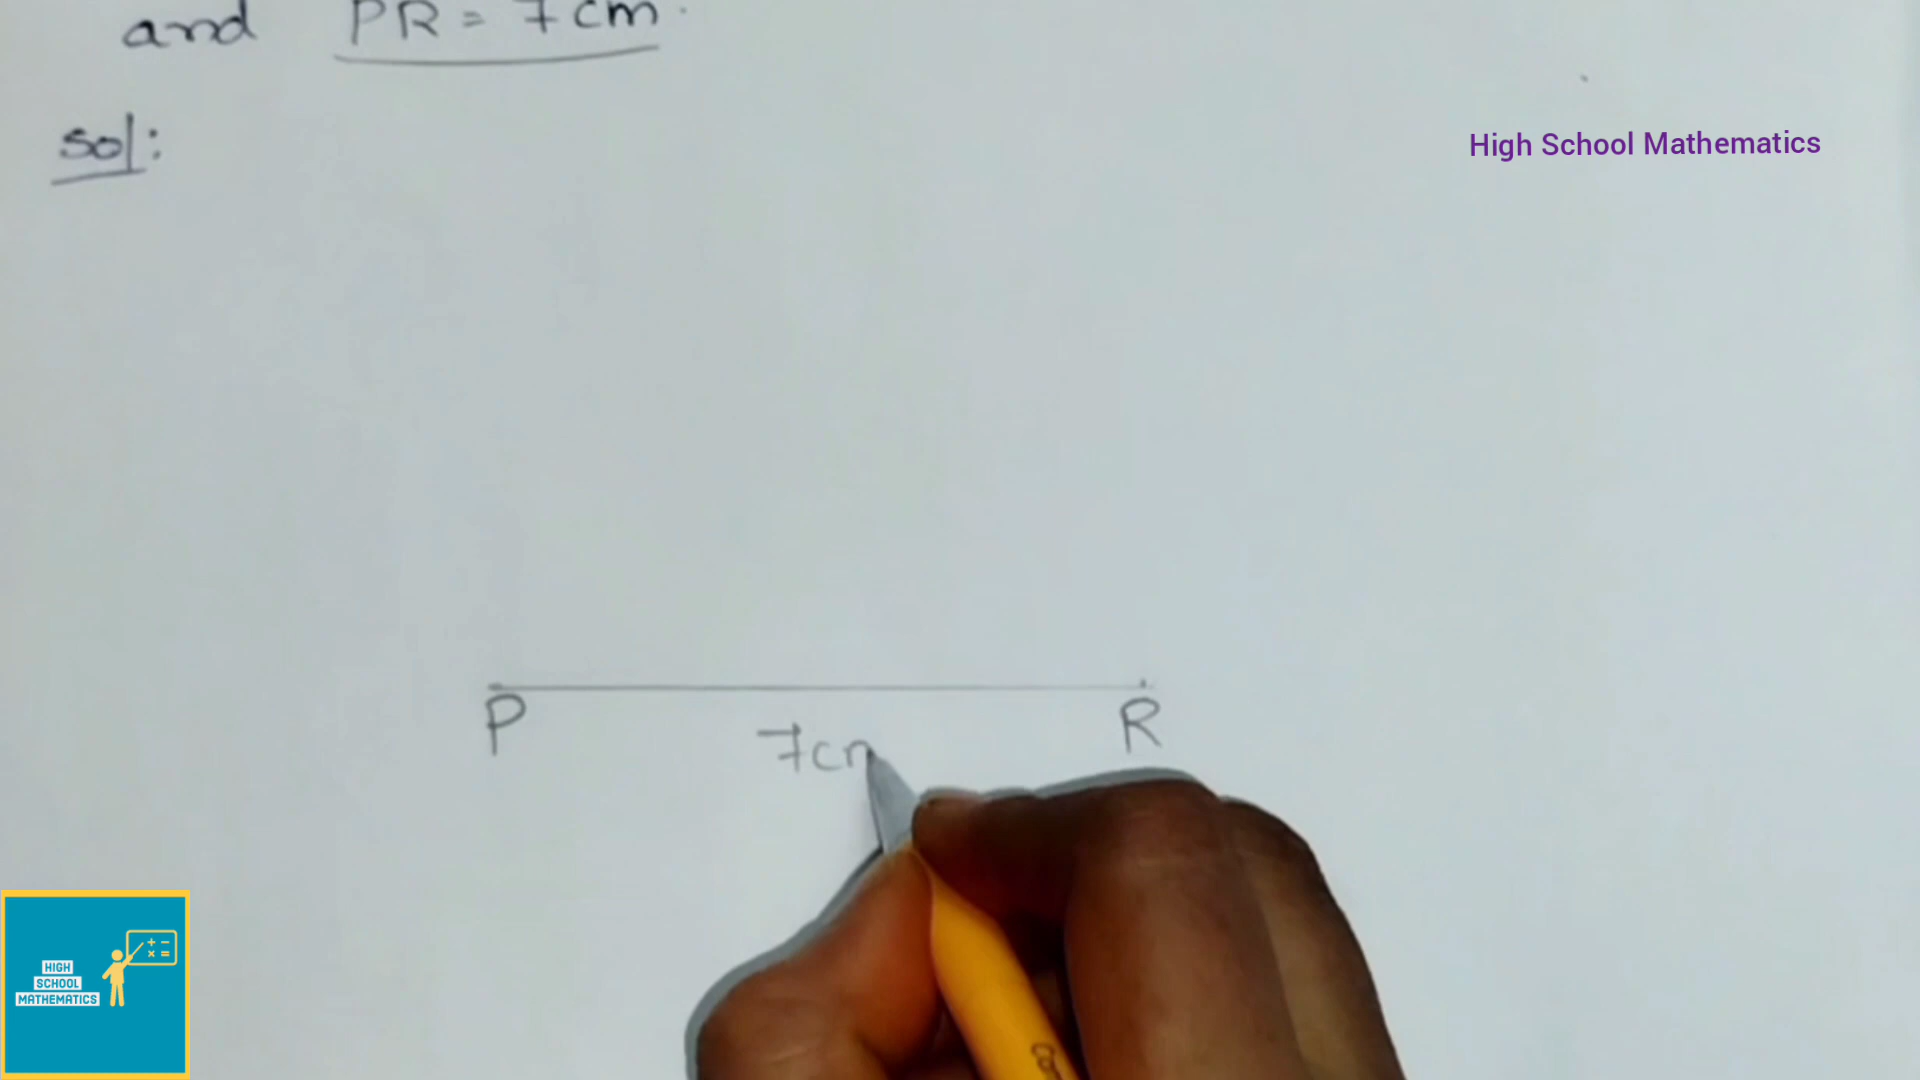 and PR = 7cm.
Sol:
High School Mathematics
P R
7cm
HIGH
SCHOOL
MATHEMATICS
+ -
× =